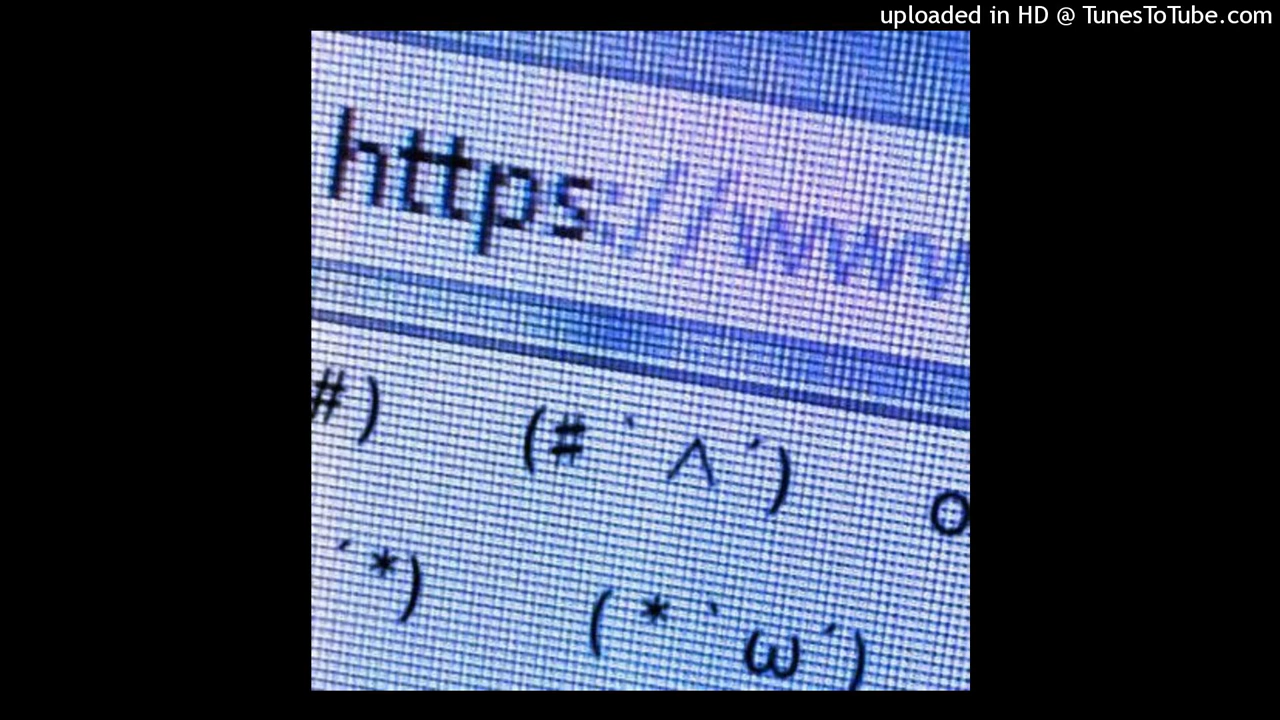 uploaded in HD @ TunesToTube.com
https://www
#) (#｀ Λ´) o
´*) (*｀ω´)